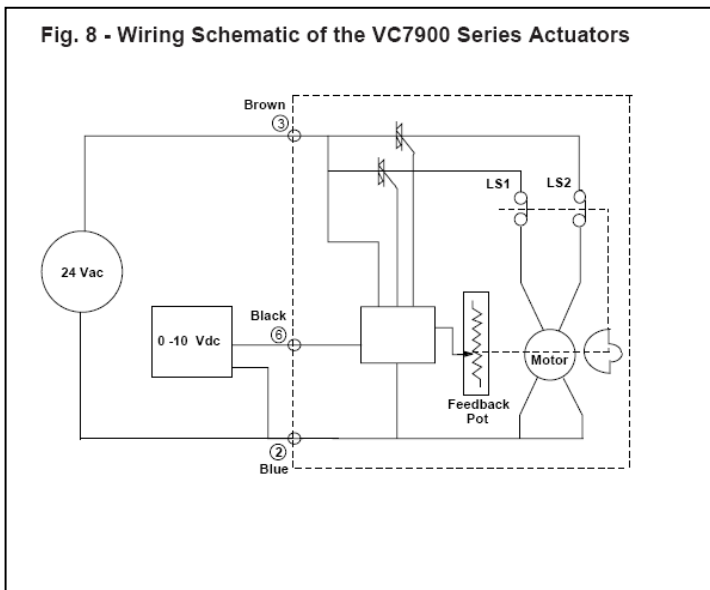 Fig. 8 - Wiring Schematic of the VC7900 Series Actuators
Brown
3
LS1
LS2
24 Vac
Black
6
0 -10 Vdc
Motor
Feedback
Pot
2
Blue